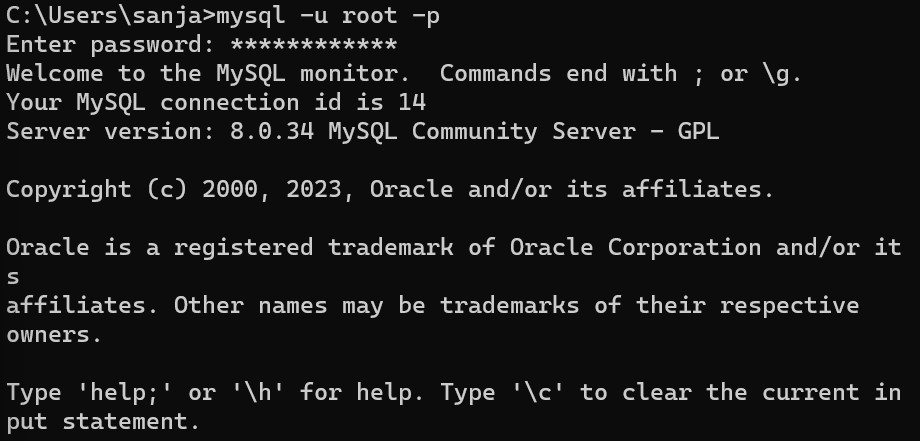 C:\Users\sanja>mysql -u root -p
Enter password: ************
Welcome to the MySQL monitor.  Commands end with ; or \g.
Your MySQL connection id is 14
Server version: 8.0.34 MySQL Community Server - GPL

Copyright (c) 2000, 2023, Oracle and/or its affiliates.

Oracle is a registered trademark of Oracle Corporation and/or it
s
affiliates. Other names may be trademarks of their respective
owners.

Type 'help;' or '\h' for help. Type '\c' to clear the current in
put statement.